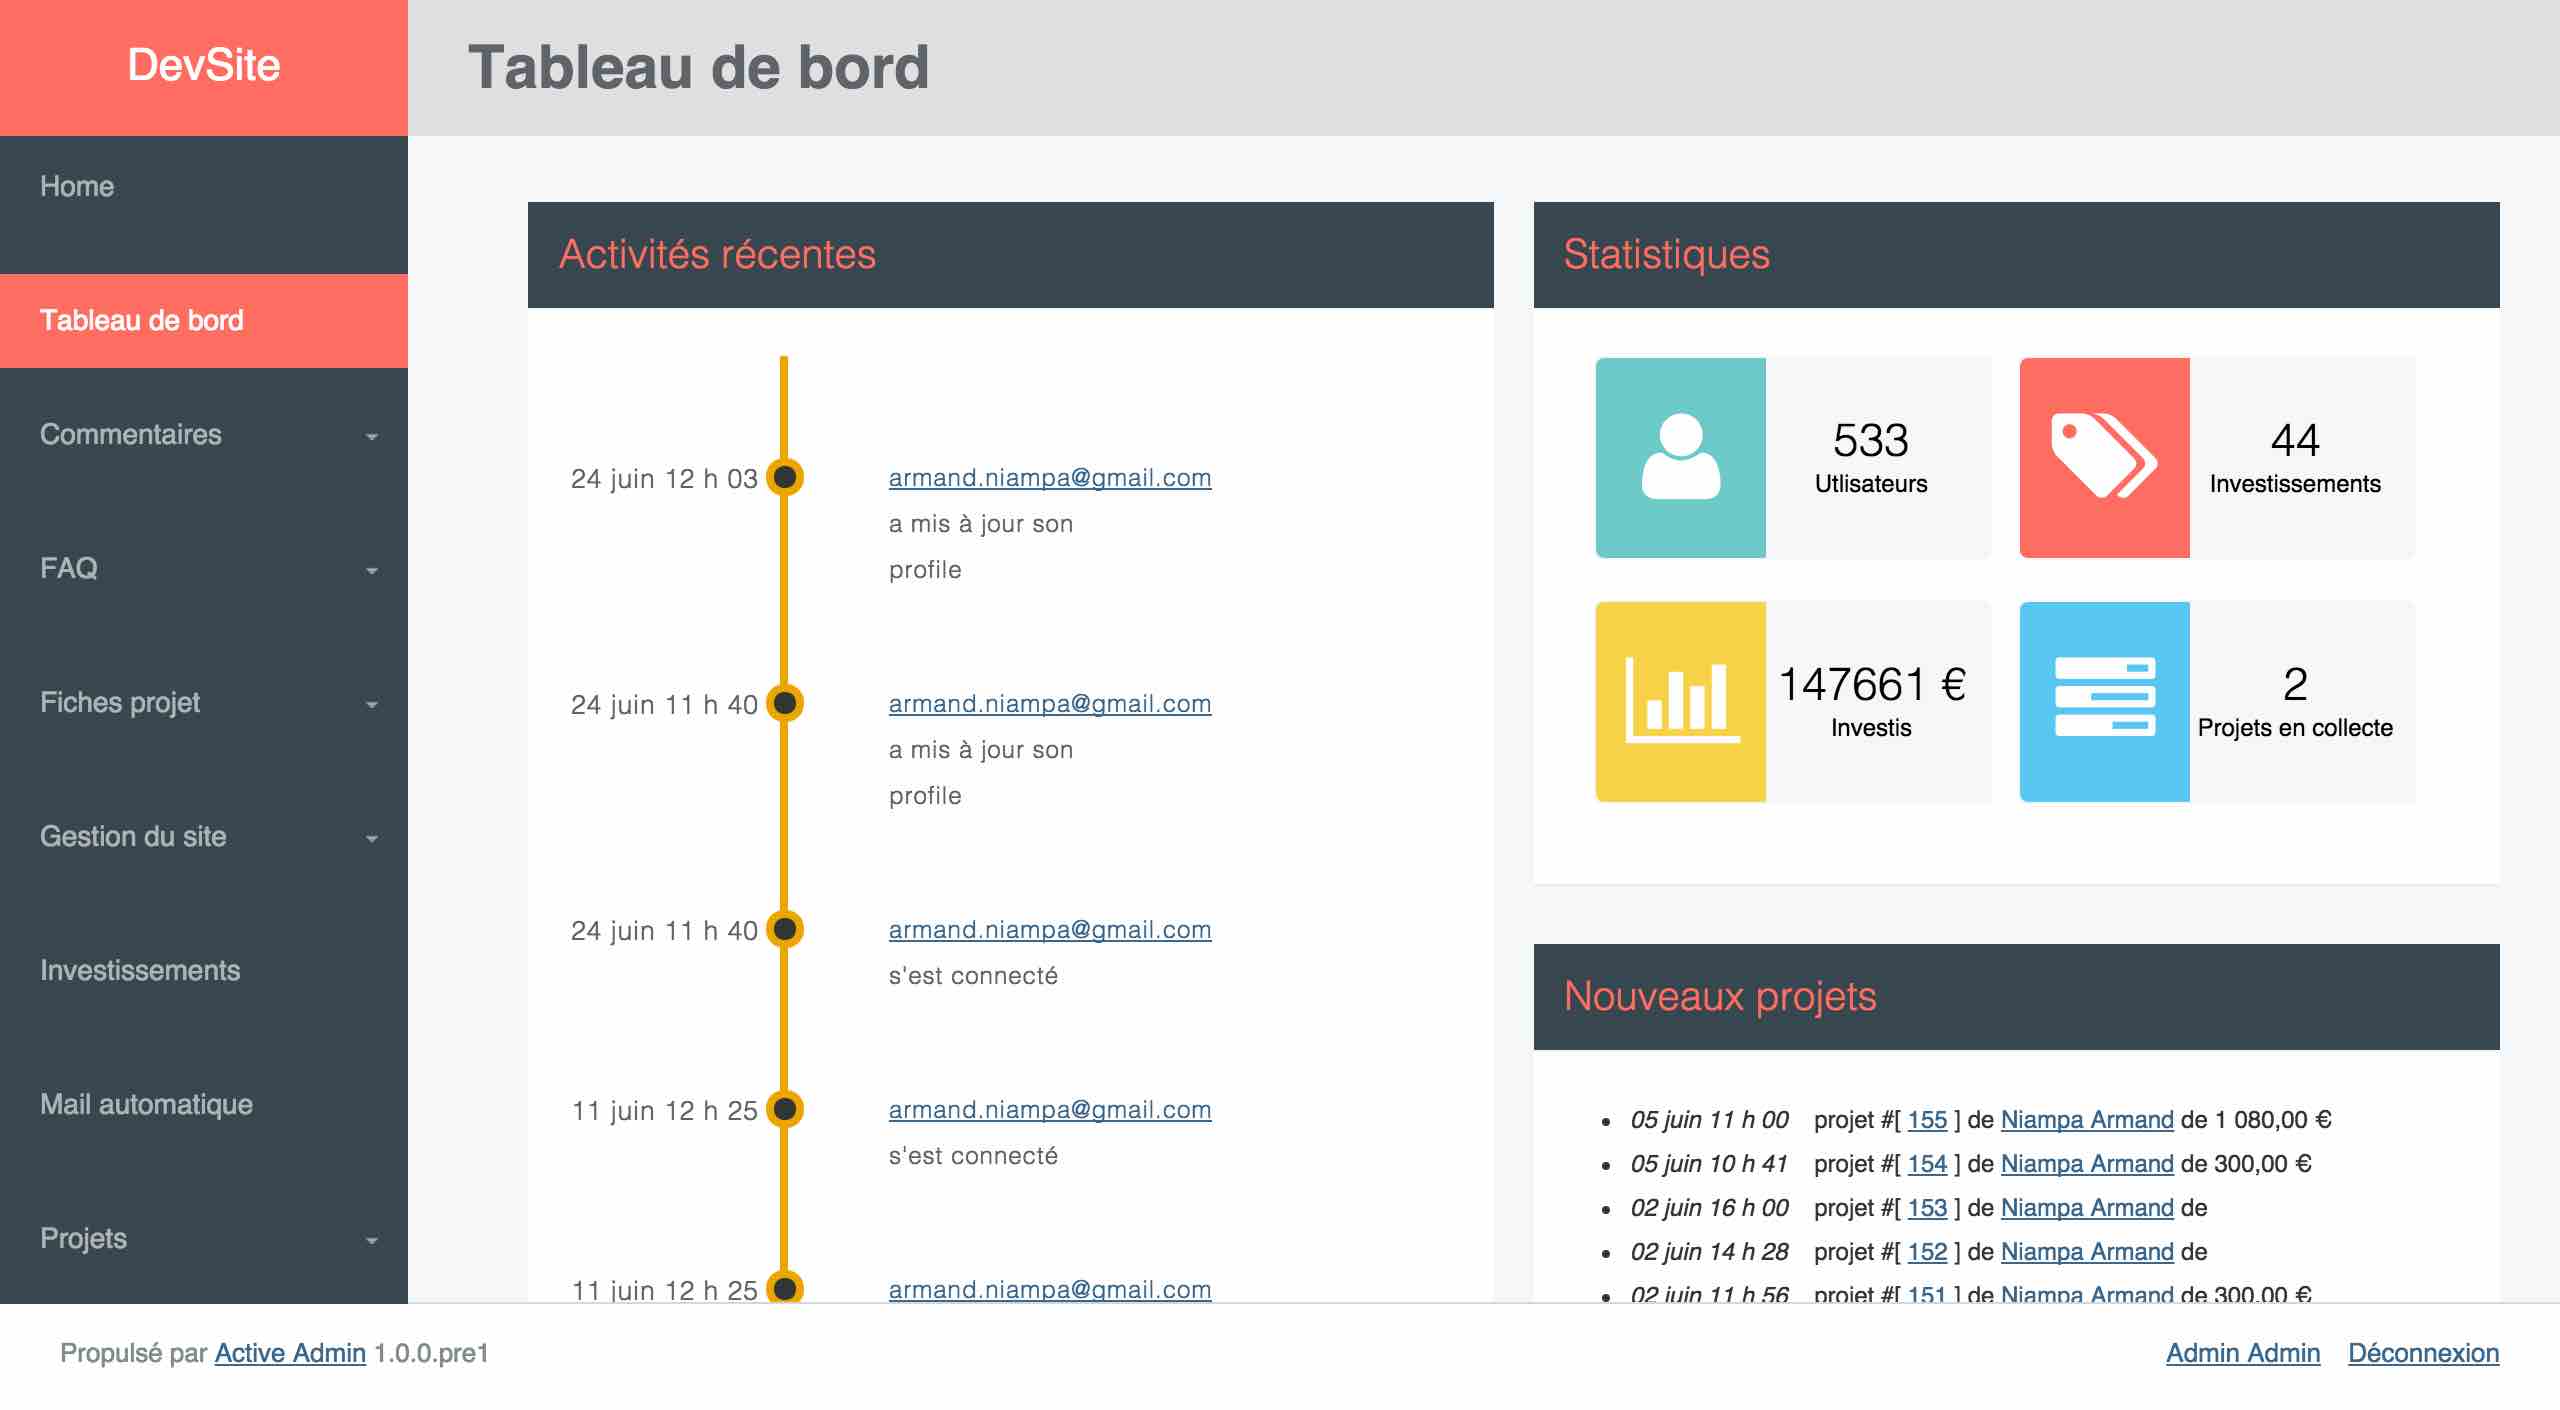 DevSite
Tableau de bord
Home
Tableau de bord
Commentaires
FAQ
Fiches projet
Gestion du site
Investissements
Mail automatique
Projets
Activités récentes
24 juin 12 h 03 armand.niampa@gmail.com
a mis à jour son
profile
24 juin 11 h 40 armand.niampa@gmail.com
a mis à jour son
profile
24 juin 11 h 40 armand.niampa@gmail.com
s'est connecté
11 juin 12 h 25 armand.niampa@gmail.com
s'est connecté
11 juin 12 h 25 armand.niampa@gmail.com
Statistiques
533
Utlisateurs
44
Investissements
147661 €
Investis
2
Projets en collecte
Nouveaux projets
05 juin 11 h 00 projet #[ 155 ] de Niampa Armand de 1 080,00 €
05 juin 10 h 41 projet #[ 154 ] de Niampa Armand de 300,00 €
02 juin 16 h 00 projet #[ 153 ] de Niampa Armand de
02 juin 14 h 28 projet #[ 152 ] de Niampa Armand de
02 juin 11 h 56 projet #[ 151 ] de Niampa Armand de 300,00 €
Propulsé par Active Admin 1.0.0.pre1
Admin Admin Déconnexion